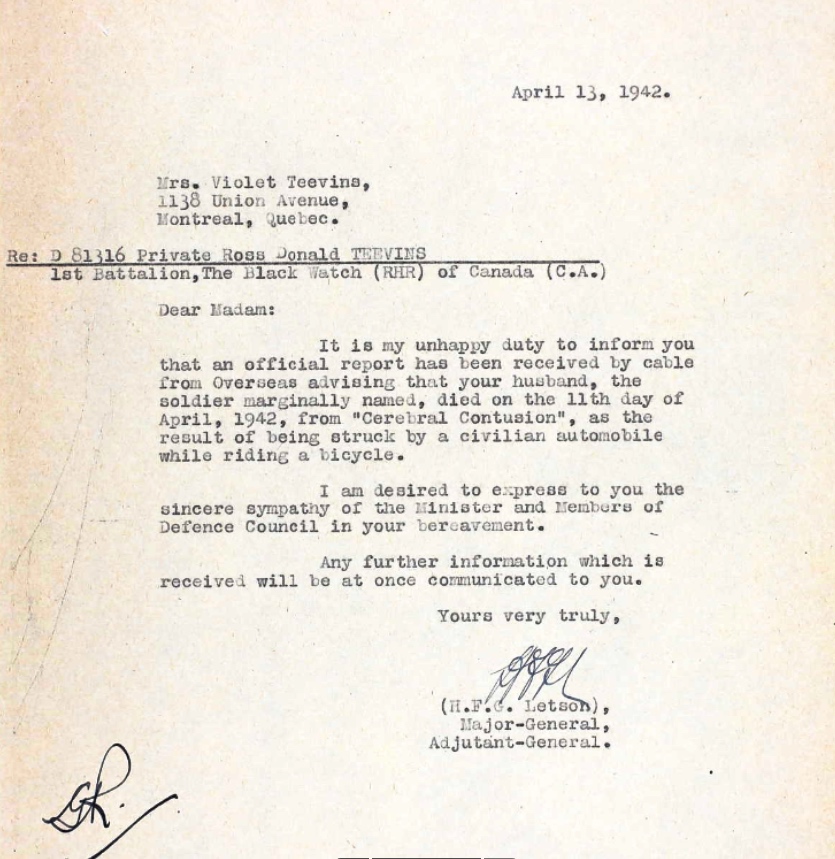 April 13, 1942.
Mrs. Violet Teevins,
1138 Union Avenue,
Montreal, Quebec.
Re: D 81316 Private Ross Donald TEEVINS
1st Battalion,The Black Watch (RHR) of Canada (C.A.)
Dear Madam:
It is my unhappy duty to inform you
that an official report has been received by cable
from Overseas advising that your husband, the
soldier marginally named, died on the 11th day of
April, 1942, from "Cerebral Contusion", as the
result of being struck by a civilian automobile
while riding a bicycle.
I am desired to express to you the
sincere sympathy of the Minister and Members of
Defence Council in your bereavement.
Any further information which is
received will be at once communicated to you.
Yours very truly,
(H.F.G. Letson),
Major-General,
Adjutant-General.